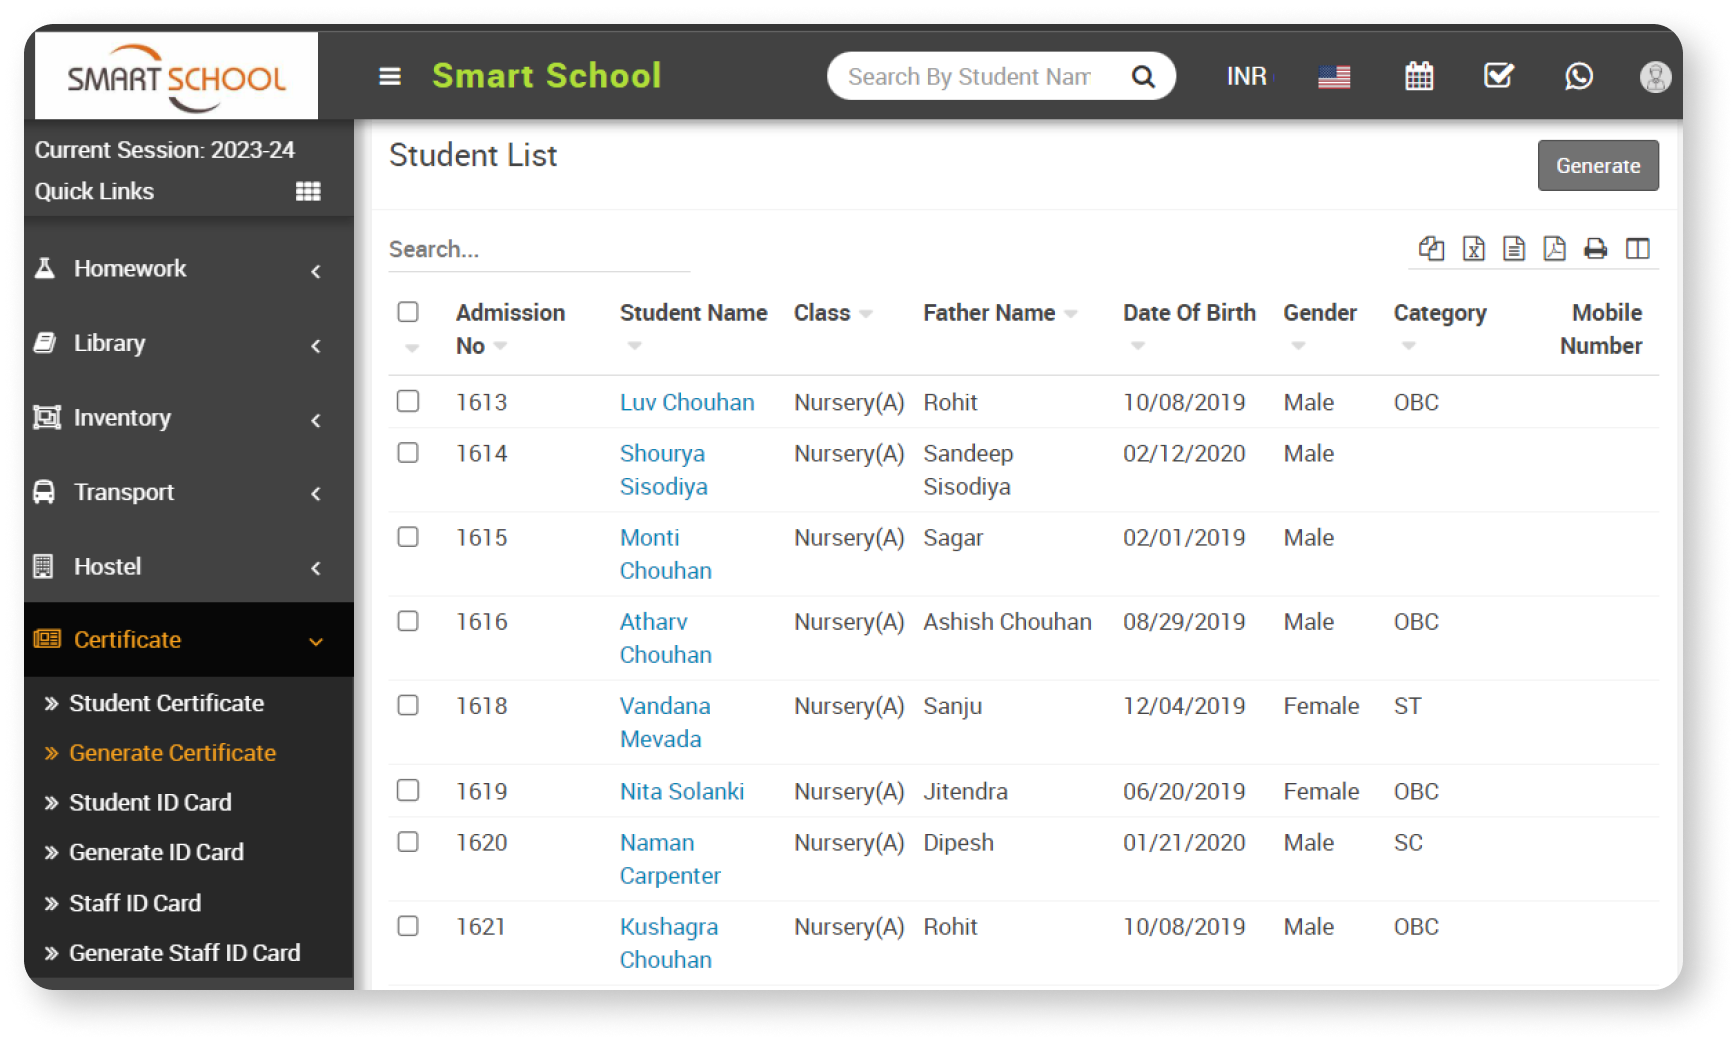 SMART SCHOOL
Smart School
Search By Student Nam
INR
Current Session: 2023-24
Quick Links
Homework
Library
Inventory
Transport
Hostel
Certificate
Student Certificate
Generate Certificate
Student ID Card
Generate ID Card
Staff ID Card
Generate Staff ID Card
Student List
Generate
Search...
Admission Student Name Class Father Name Date Of Birth Gender Category Mobile
No Number
1613 Luv Chouhan Nursery(A) Rohit 10/08/2019 Male OBC
1614 Shourya Nursery(A) Sandeep 02/12/2020 Male
Sisodiya Sisodiya
1615 Monti Nursery(A) Sagar 02/01/2019 Male
Chouhan
1616 Atharv Nursery(A) Ashish Chouhan 08/29/2019 Male OBC
Chouhan
1618 Vandana Nursery(A) Sanju 12/04/2019 Female ST
Mevada
1619 Nita Solanki Nursery(A) Jitendra 06/20/2019 Female OBC
1620 Naman Nursery(A) Dipesh 01/21/2020 Male SC
Carpenter
1621 Kushagra Nursery(A) Rohit 10/08/2019 Male OBC
Chouhan